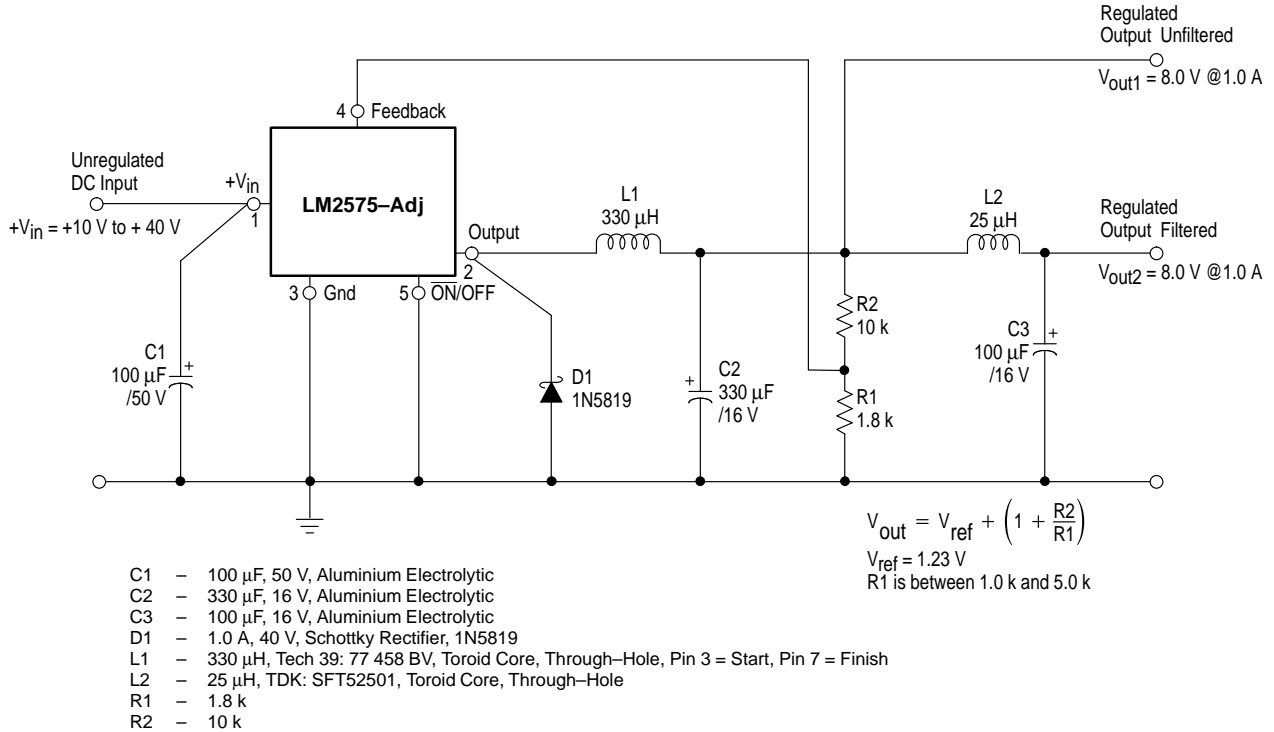 Regulated
Output Unfiltered
Vout1 = 8.0 V @1.0 A
4 Feedback
Unregulated
DC Input
+Vin = +10 V to + 40 V
+Vin
1
LM2575–Adj
Output
2
3 Gnd
5 O̅N̅/OFF
L1
330 μH
L2
25 μH
Regulated
Output Filtered
Vout2 = 8.0 V @1.0 A
C1
100 μF
/50 V
+
D1
1N5819
+
C2
330 μF
/16 V
R2
10 k
R1
1.8 k
C3
100 μF
/16 V
+
Vout = Vref + (1 + R2/R1)
Vref = 1.23 V
R1 is between 1.0 k and 5.0 k
C1 – 100 μF, 50 V, Aluminium Electrolytic
C2 – 330 μF, 16 V, Aluminium Electrolytic
C3 – 100 μF, 16 V, Aluminium Electrolytic
D1 – 1.0 A, 40 V, Schottky Rectifier, 1N5819
L1 – 330 μH, Tech 39: 77 458 BV, Toroid Core, Through–Hole, Pin 3 = Start, Pin 7 = Finish
L2 – 25 μH, TDK: SFT52501, Toroid Core, Through–Hole
R1 – 1.8 k
R2 – 10 k